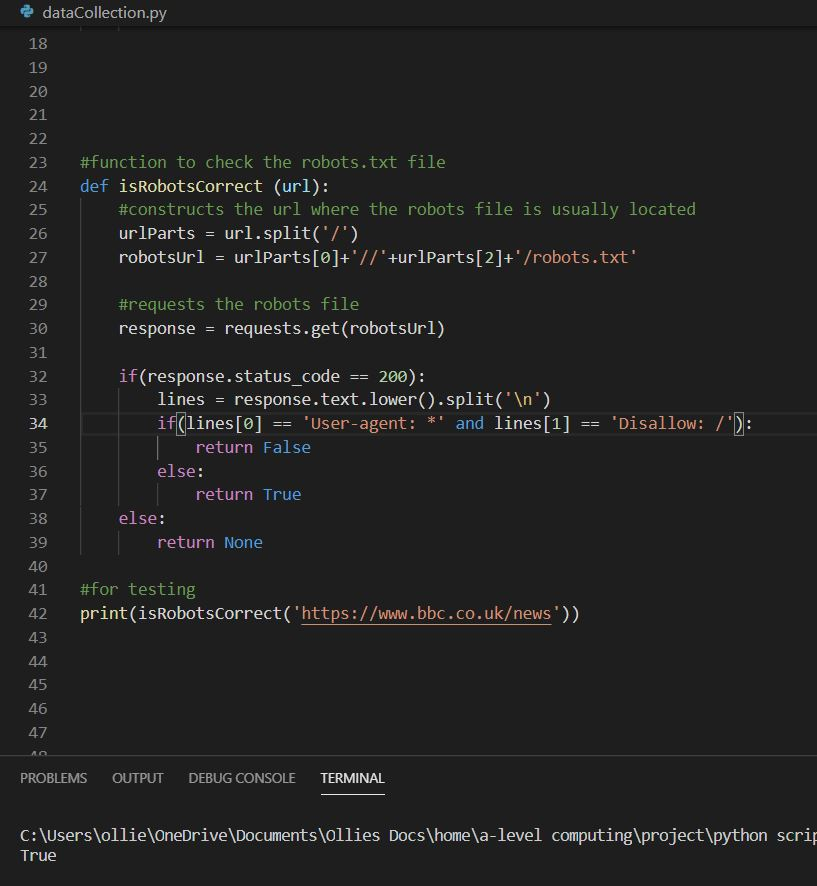 dataCollection.py
18
19
20
21
22
23 #function to check the robots.txt file
24 def isRobotsCorrect (url):
25 #constructs the url where the robots file is usually located
26 urlParts = url.split('/')
27 robotsUrl = urlParts[0]+'//'+urlParts[2]+'/robots.txt'
28
29 #requests the robots file
30 response = requests.get(robotsUrl)
31
32 if(response.status_code == 200):
33 lines = response.text.lower().split('\n')
34 if(lines[0] == 'User-agent: *' and lines[1] == 'Disallow: /'):
35 return False
36 else:
37 return True
38 else:
39 return None
40
41 #for testing
42 print(isRobotsCorrect('https://www.bbc.co.uk/news'))
43
44
45
46
47
PROBLEMS OUTPUT DEBUG CONSOLE TERMINAL
C:\Users\ollie\OneDrive\Documents\Ollies Docs\home\a-level computing\project\python scrip
True